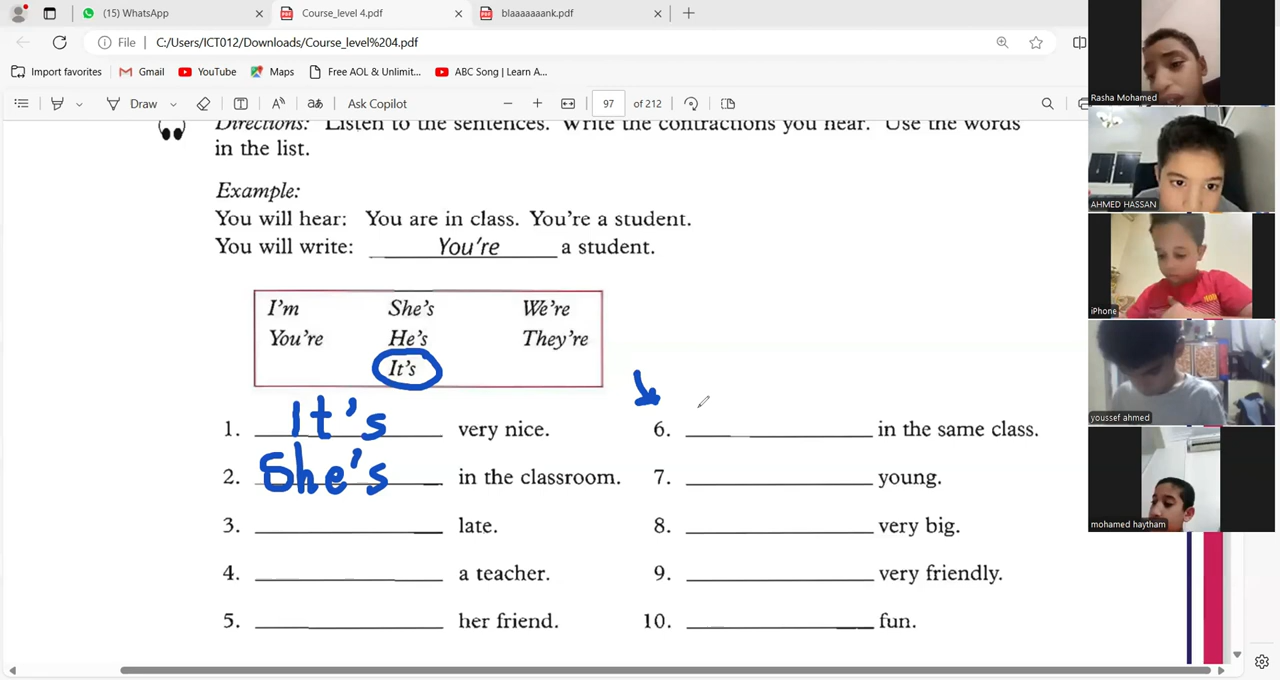 (15) WhatsApp
Course_level 4.pdf
blaaaaaaank.pdf
File C:/Users/ICT012/Downloads/Course_level%204.pdf
Import favorites Gmail YouTube Maps Free AOL & Unlimit... ABC Song | Learn A...
Draw Ask Copilot 97 of 212
Directions: Listen to the sentences. Write the contractions you hear. Use the words
in the list.
Example:
You will hear: You are in class. You're a student.
You will write: You're a student.
I'm She's We're
You're He's They're
It's
1. It's very nice.
2. She's in the classroom.
3. late.
4. a teacher.
5. her friend.
6. in the same class.
7. young.
8. very big.
9. very friendly.
10. fun.
Rasha Mohamed
AHMED HASSAN
iPhone
youssef ahmed
mohamed haytham